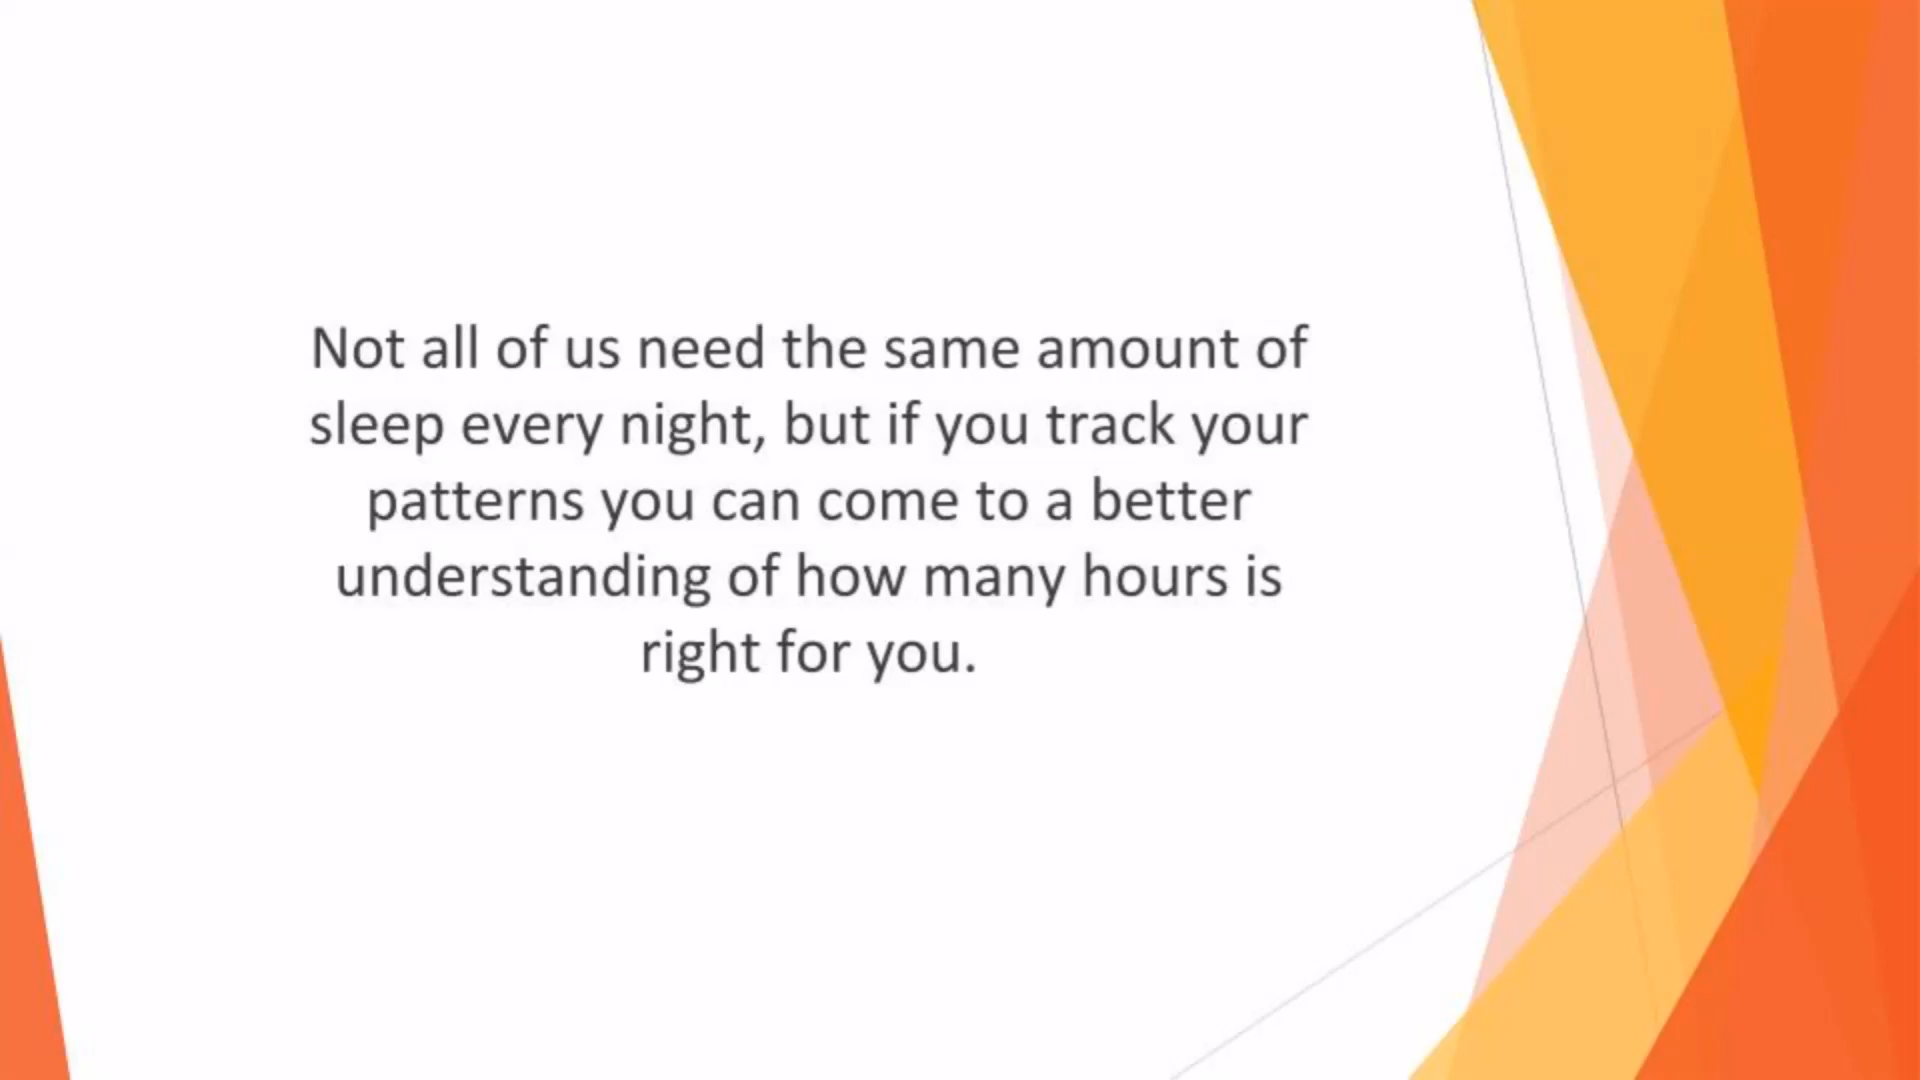 Not all of us need the same amount of
sleep every night, but if you track your
patterns you can come to a better
understanding of how many hours is
right for you.